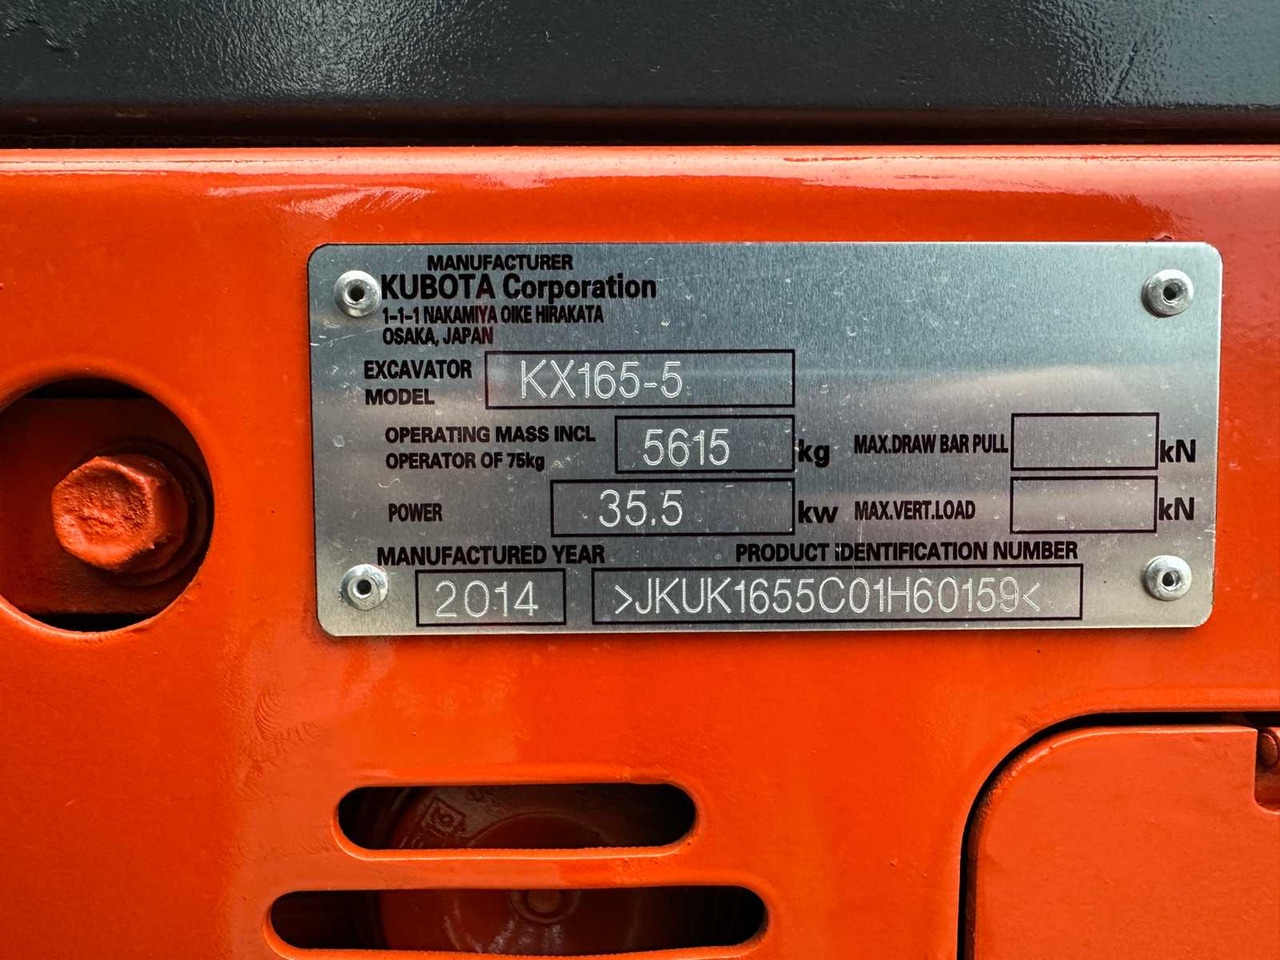 MANUFACTURER
KUBOTA Corporation
1-1-1 NAKAMIYA OIKE HIRAKATA
OSAKA, JAPAN
EXCAVATOR
MODEL
KX165-5
OPERATING MASS INCL
OPERATOR OF 75kg
5615 kg
MAX.DRAW BAR PULL kN
POWER 35.5 kw
MAX.VERT.LOAD kN
MANUFACTURED YEAR
PRODUCT iDENTIFICATION NUMBER
2014
>JKUK1655C01H60159<